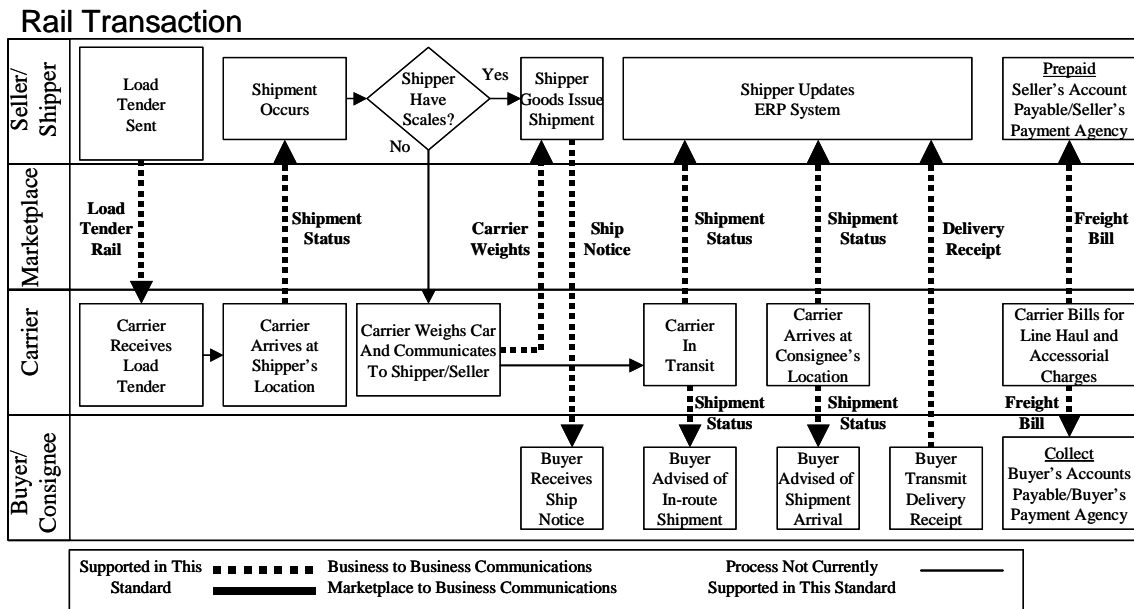 Rail Transaction
Seller/
Shipper
Load
Tender
Sent
Shipment
Occurs
Shipper
Have
Scales?
Yes
No
Shipper
Goods Issue
Shipment
Shipper Updates
ERP System
Prepaid
Seller's Account
Payable/Seller's
Payment Agency
Marketplace
Load
Tender
Rail
Shipment
Status
Carrier
Weights
Ship
Notice
Shipment
Status
Shipment
Status
Delivery
Receipt
Freight
Bill
Carrier
Carrier
Receives
Load
Tender
Carrier
Arrives at
Shipper's
Location
Carrier Weighs Car
And Communicates
To Shipper/Seller
Carrier
In
Transit
Carrier
Arrives at
Consignee's
Location
Carrier Bills for
Line Haul and
Accessorial
Charges
Buyer/
Consignee
Shipment
Status
Shipment
Status
Freight
Bill
Buyer
Receives
Ship
Notice
Buyer
Advised of
In-route
Shipment
Buyer
Advised of
Shipment
Arrival
Buyer
Transmit
Delivery
Receipt
Collect
Buyer's Accounts
Payable/Buyer's
Payment Agency
Supported in This
Standard
Business to Business Communications
Marketplace to Business Communications
Process Not Currently
Supported in This Standard